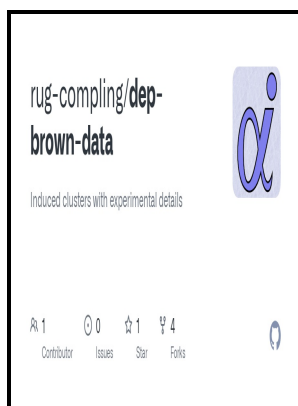 rug-compling/dep-
brown-data
Induced clusters with experimental details
1 0 1 4
Contributor Issues Star Forks